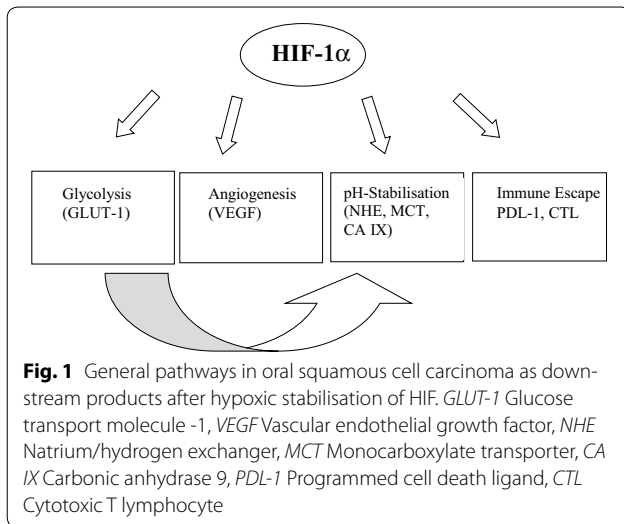 HIF-1α
Glycolysis
(GLUT-1)
Angiogenesis
(VEGF)
pH-Stabilisation
(NHE, MCT,
CA IX)
Immune Escape
PDL-1, CTL
Fig. 1 General pathways in oral squamous cell carcinoma as down-
stream products after hypoxic stabilisation of HIF. GLUT-1 Glucose
transport molecule -1, VEGF Vascular endothelial growth factor, NHE
Natrium/hydrogen exchanger, MCT Monocarboxylate transporter, CA
IX Carbonic anhydrase 9, PDL-1 Programmed cell death ligand, CTL
Cytotoxic T lymphocyte